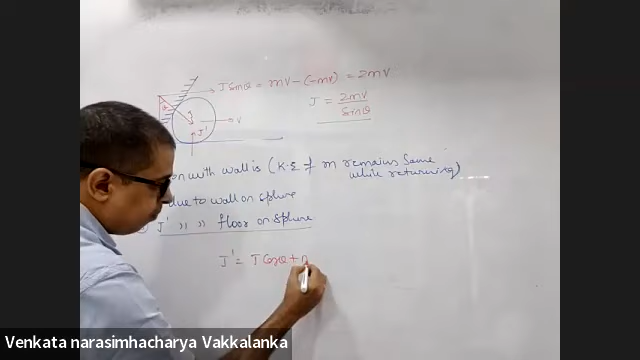 J sinθ = mv - (-mv) = 2mv
J = 2mv / sinθ
J'
v
on with wall is (K.E of m remains same while returning)
due to wall on sphere
J' " " floor on sphere
J' = J cosθ +
Venkata narasimhacharya Vakkalanka